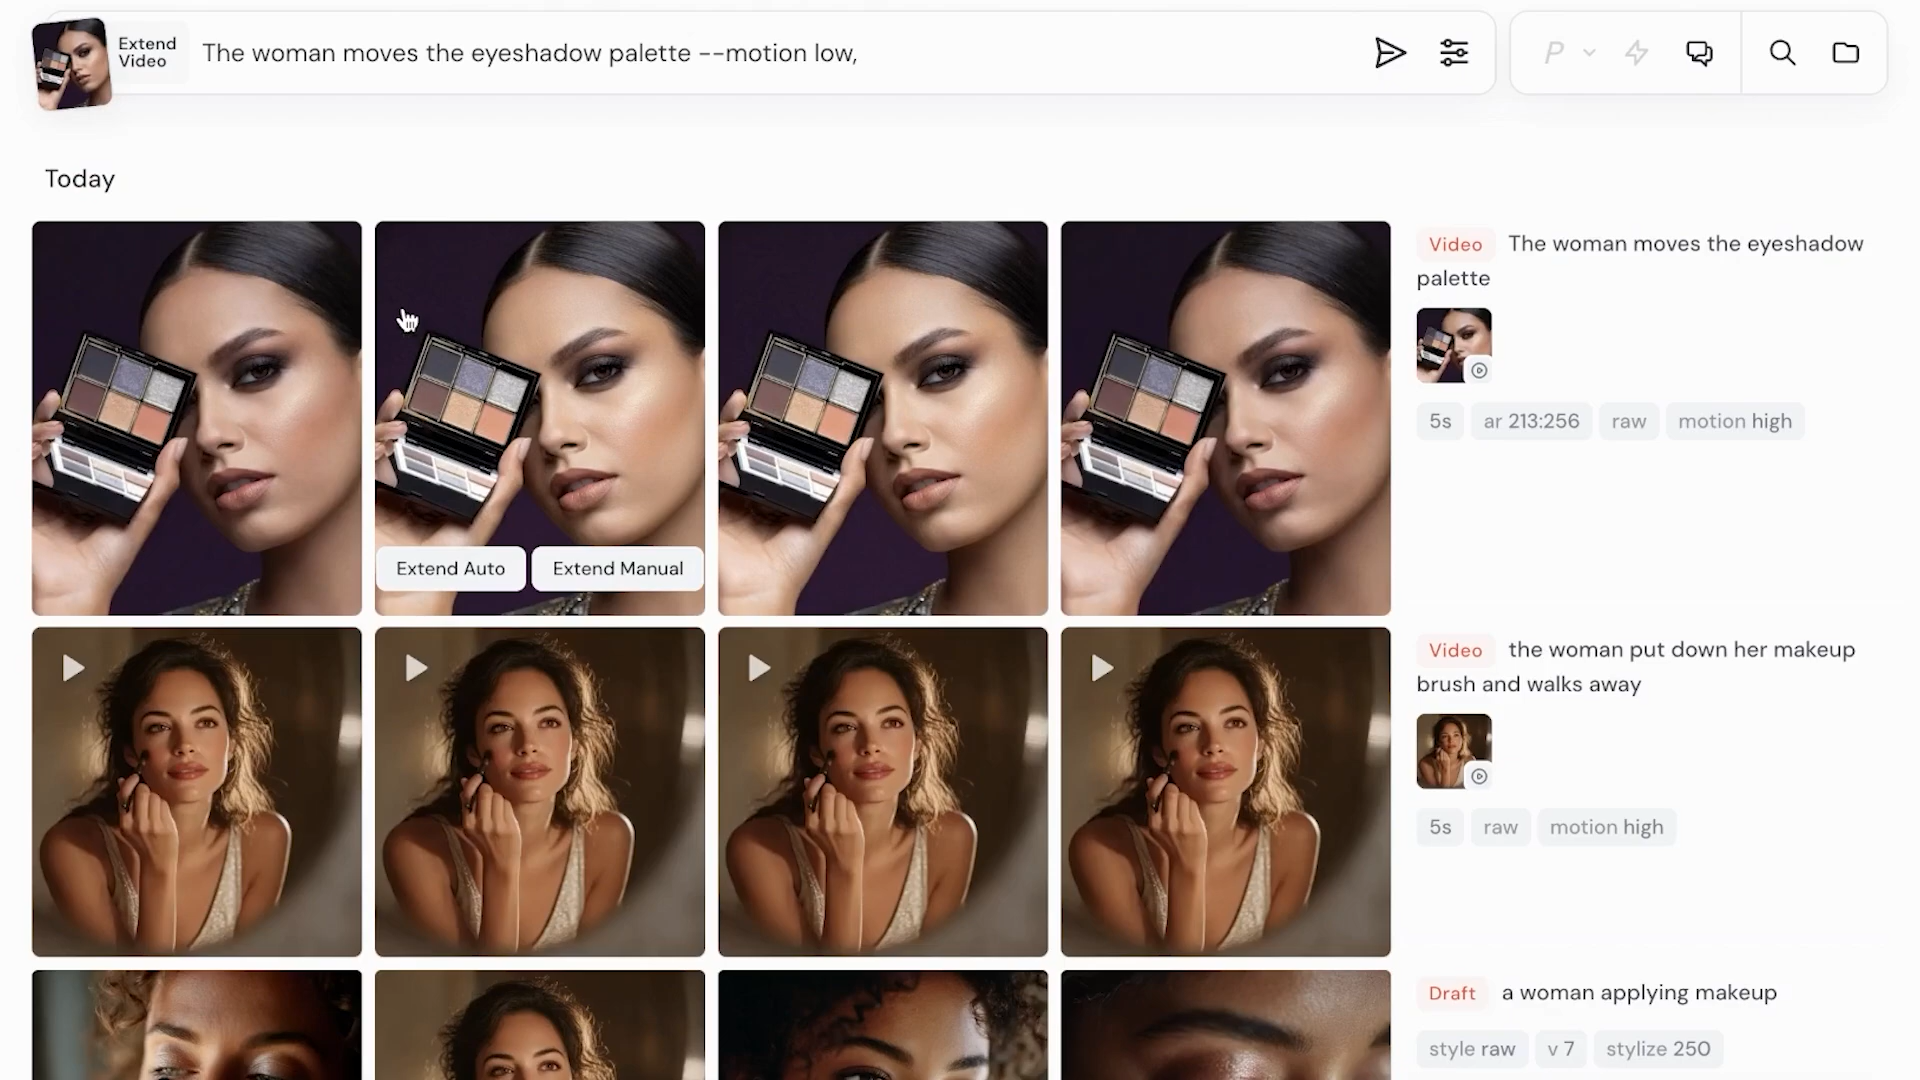 Extend
Video
The woman moves the eyeshadow palette --motion low,
P
Today
Extend Auto
Extend Manual
Video The woman moves the eyeshadow
palette
5s
ar 213:256
raw
motion high
Video the woman put down her makeup
brush and walks away
5s
raw
motion high
Draft a woman applying makeup
style raw
v 7
stylize 250